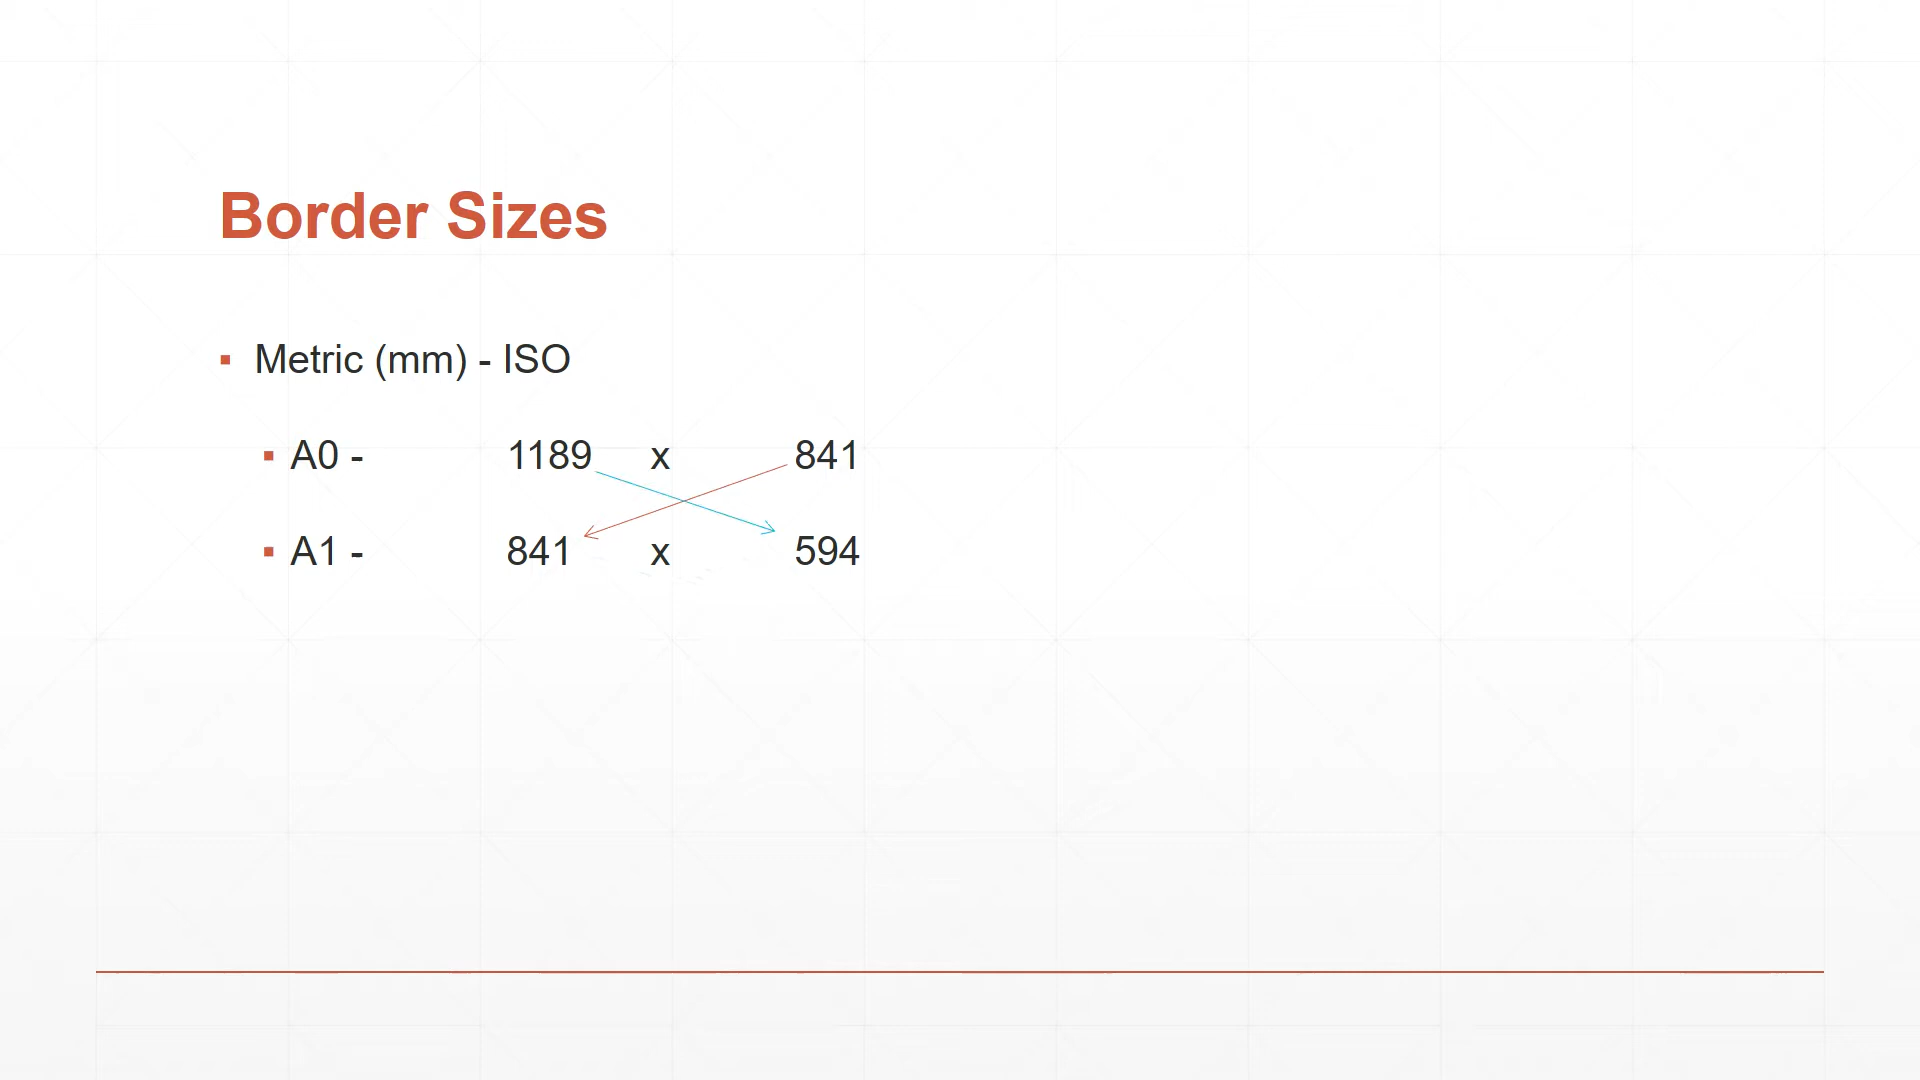 Border Sizes
Metric (mm) - ISO
A0 - 1189 x 841
A1 - 841 x 594